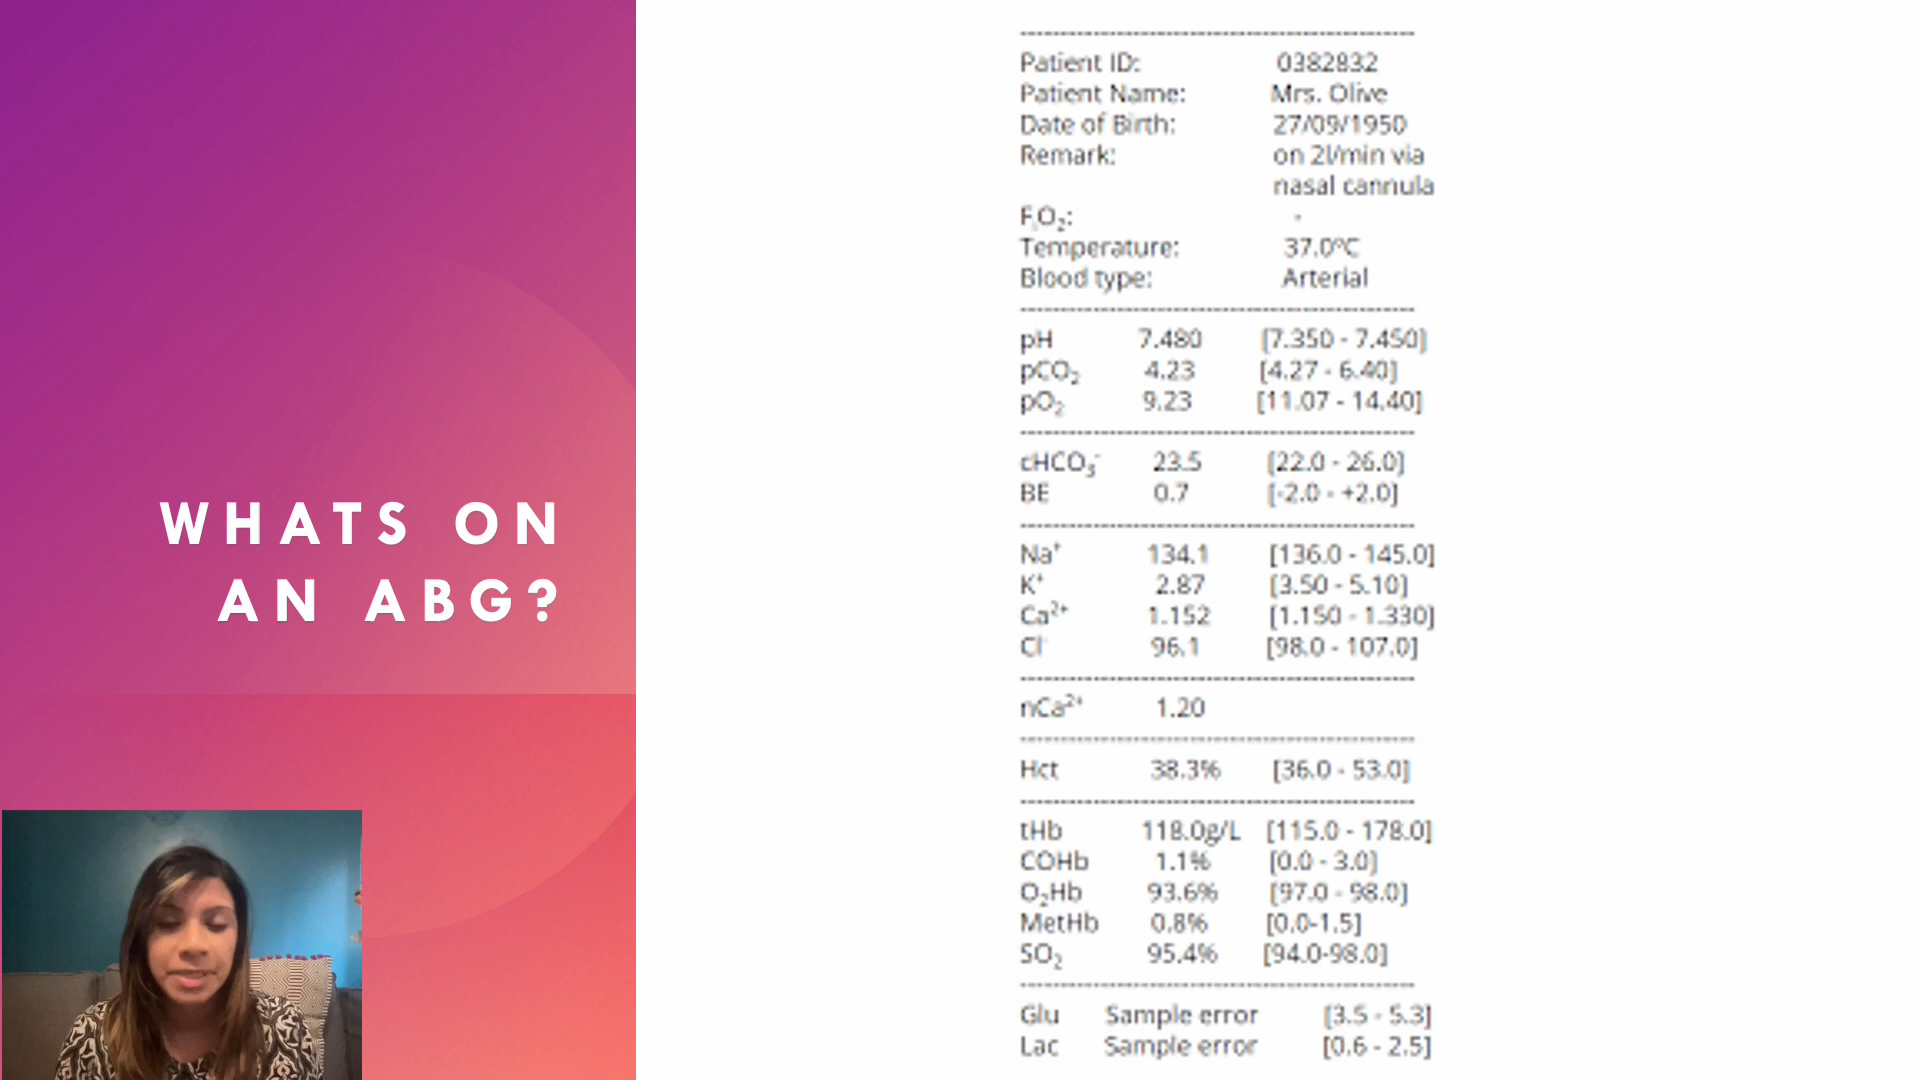 WHATS ON
AN ABG?
Patient ID: 0382832
Patient Name: Mrs. Olive
Date of Birth: 27/09/1950
Remark: on 2l/min via
nasal cannula
FiO₂: -
Temperature: 37.0ºC
Blood type: Arterial
pH 7.480 [7.350 - 7.450]
pCO₂ 4.23 [4.27 - 6.40]
pO₂ 9.23 [11.07 - 14.40]
cHCO₃⁻ 23.5 [22.0 - 26.0]
BE 0.7 [-2.0 - +2.0]
Na⁺ 134.1 [136.0 - 145.0]
K⁺ 2.87 [3.50 - 5.10]
Ca²⁺ 1.152 [1.150 - 1.330]
Cl⁻ 96.1 [98.0 - 107.0]
nCa²⁺ 1.20
Hct 38.3% [36.0 - 53.0]
tHb 118.0g/L [115.0 - 178.0]
COHb 1.1% [0.0 - 3.0]
O₂Hb 93.6% [97.0 - 98.0]
MetHb 0.8% [0.0-1.5]
SO₂ 95.4% [94.0-98.0]
Glu Sample error [3.5 - 5.3]
Lac Sample error [0.6 - 2.5]